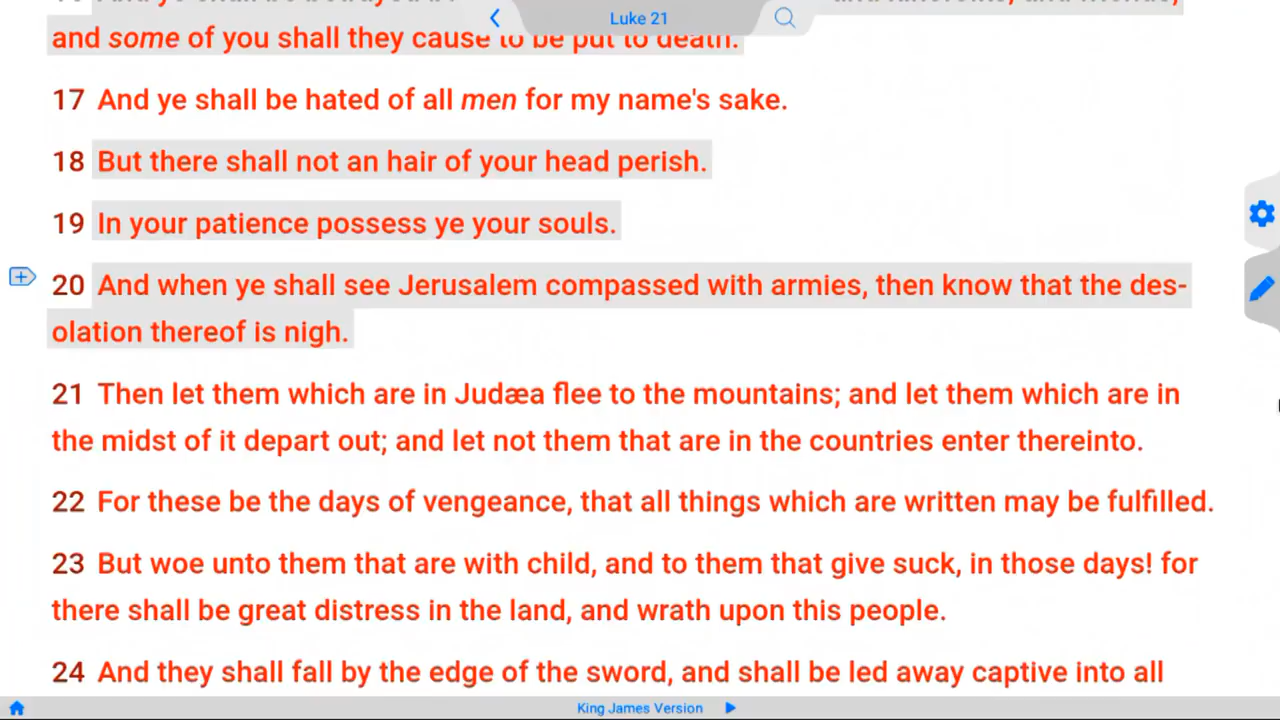 Luke 21
and some of you shall they cause to be put to death.
17 And ye shall be hated of all men for my name's sake.
18 But there shall not an hair of your head perish.
19 In your patience possess ye your souls.
20 And when ye shall see Jerusalem compassed with armies, then know that the des-
olation thereof is nigh.
21 Then let them which are in Judæa flee to the mountains; and let them which are in
the midst of it depart out; and let not them that are in the countries enter thereinto.
22 For these be the days of vengeance, that all things which are written may be fulfilled.
23 But woe unto them that are with child, and to them that give suck, in those days! for
there shall be great distress in the land, and wrath upon this people.
24 And they shall fall by the edge of the sword, and shall be led away captive into all
King James Version